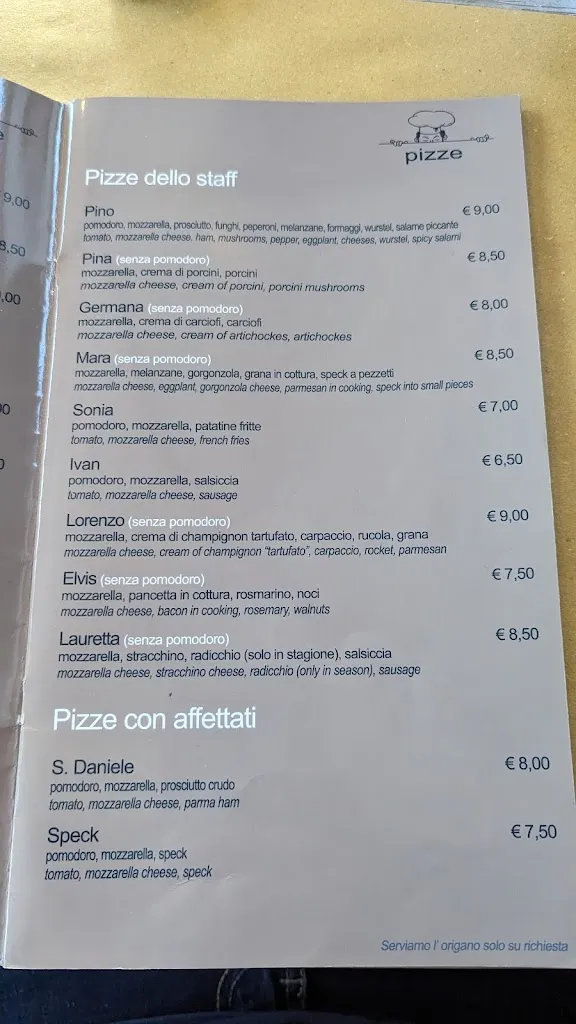 9,00
8,50
,00
pizze
Pizze dello staff
Pino € 9,00
pomodoro, mozzarella, prosciutto, funghi, peperoni, melanzane, formaggi, wurstel, salame piccante
tomato, mozzarella cheese, ham, mushrooms, pepper, eggplant, cheeses, wurstel, spicy salami
Pina (senza pomodoro) € 8,50
mozzarella, crema di porcini, porcini
mozzarella cheese, cream of porcini, porcini mushrooms
Germana (senza pomodoro) € 8,00
mozzarella, crema di carciofi, carciofi
mozzarella cheese, cream of artichockes, artichockes
Mara (senza pomodoro) € 8,50
mozzarella, melanzane, gorgonzola, grana in cottura, speck a pezzetti
mozzarella cheese, eggplant, gorgonzola cheese, parmesan in cooking, speck into small pieces
Sonia € 7,00
pomodoro, mozzarella, patatine fritte
tomato, mozzarella cheese, french fries
Ivan € 6,50
pomodoro, mozzarella, salsiccia
tomato, mozzarella cheese, sausage
Lorenzo (senza pomodoro) € 9,00
mozzarella, crema di champignon tartufato, carpaccio, rucola, grana
mozzarella cheese, cream of champignon "tartufato", carpaccio, rocket, parmesan
Elvis (senza pomodoro) € 7,50
mozzarella, pancetta in cottura, rosmarino, noci
mozzarella cheese, bacon in cooking, rosemary, walnuts
Lauretta (senza pomodoro) € 8,50
mozzarella, stracchino, radicchio (solo in stagione), salsiccia
mozzarella cheese, stracchino cheese, radicchio (only in season), sausage
Pizze con affettati
S. Daniele € 8,00
pomodoro, mozzarella, prosciutto crudo
tomato, mozzarella cheese, parma ham
Speck € 7,50
pomodoro, mozzarella, speck
tomato, mozzarella cheese, speck
Serviamo l' origano solo su richiesta